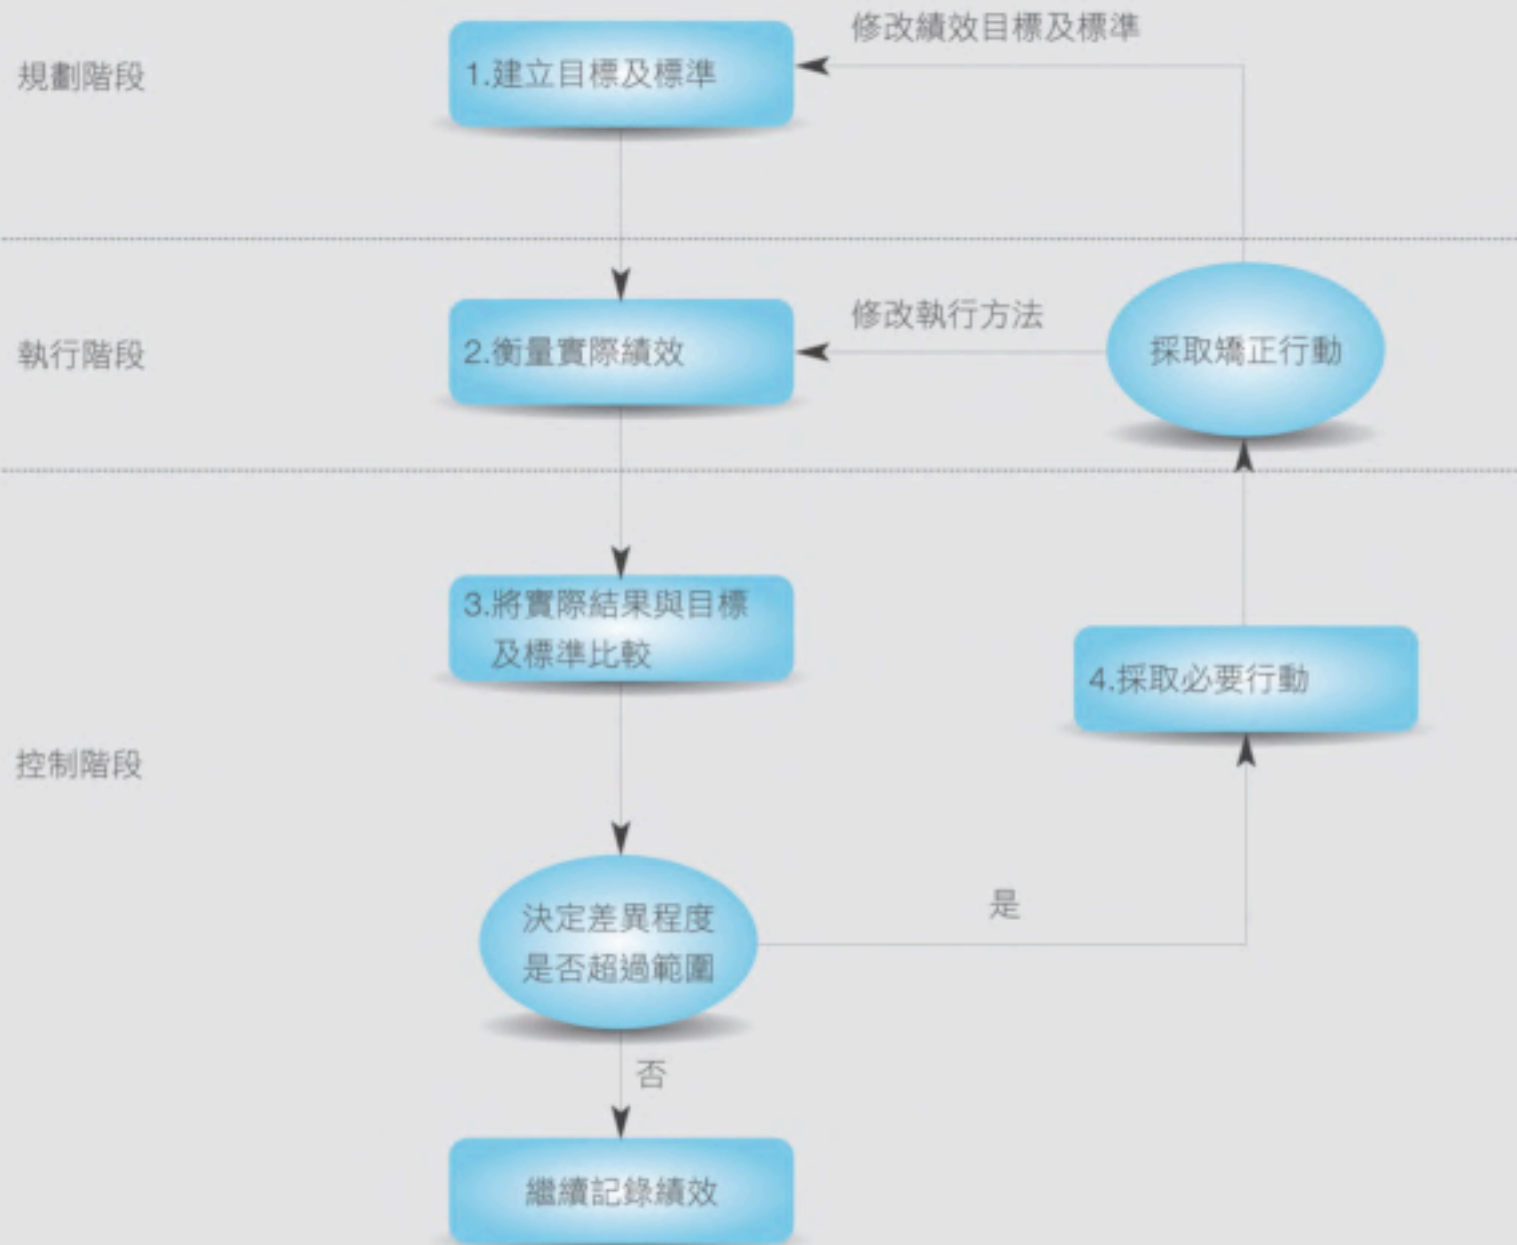 修改績效目標及標準
規劃階段
1.建立目標及標準
執行階段
2.衡量實際績效
修改執行方法
採取矯正行動
3.將實際結果與目標
及標準比較
4.採取必要行動
控制階段
決定差異程度
是否超過範圍
是
否
繼續記錄績效